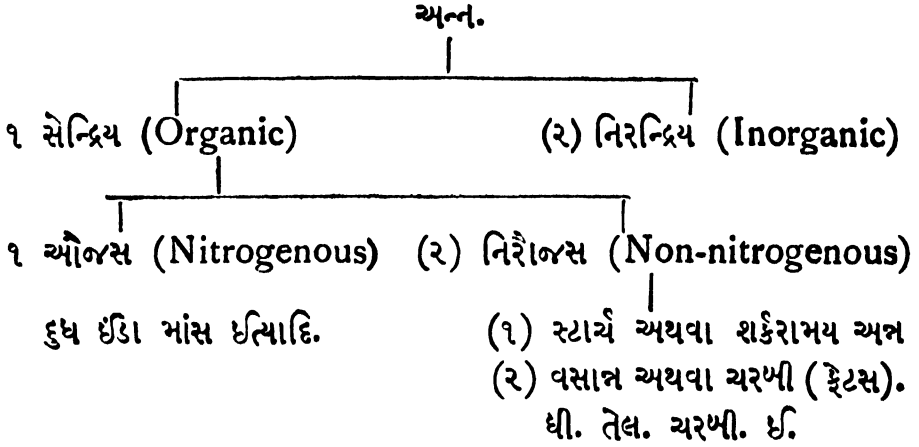 અન્ન.
૧ સેન્દ્રિય (Organic) (૨) નિરન્દ્રિય (Inorganic)
૧ ઔજસ (Nitrogenous) (૨) નિરૌજસ (Non-nitrogenous)
દુધ ઇંડા માંસ ઇત્યાદિ. (૧) સ્ટાર્ચ અથવા શર્કરામય અન્ન
(૨) વસાન્ન અથવા ચરબી (ફૅટસ).
ઘી. તેલ. ચરબી. ઈ.